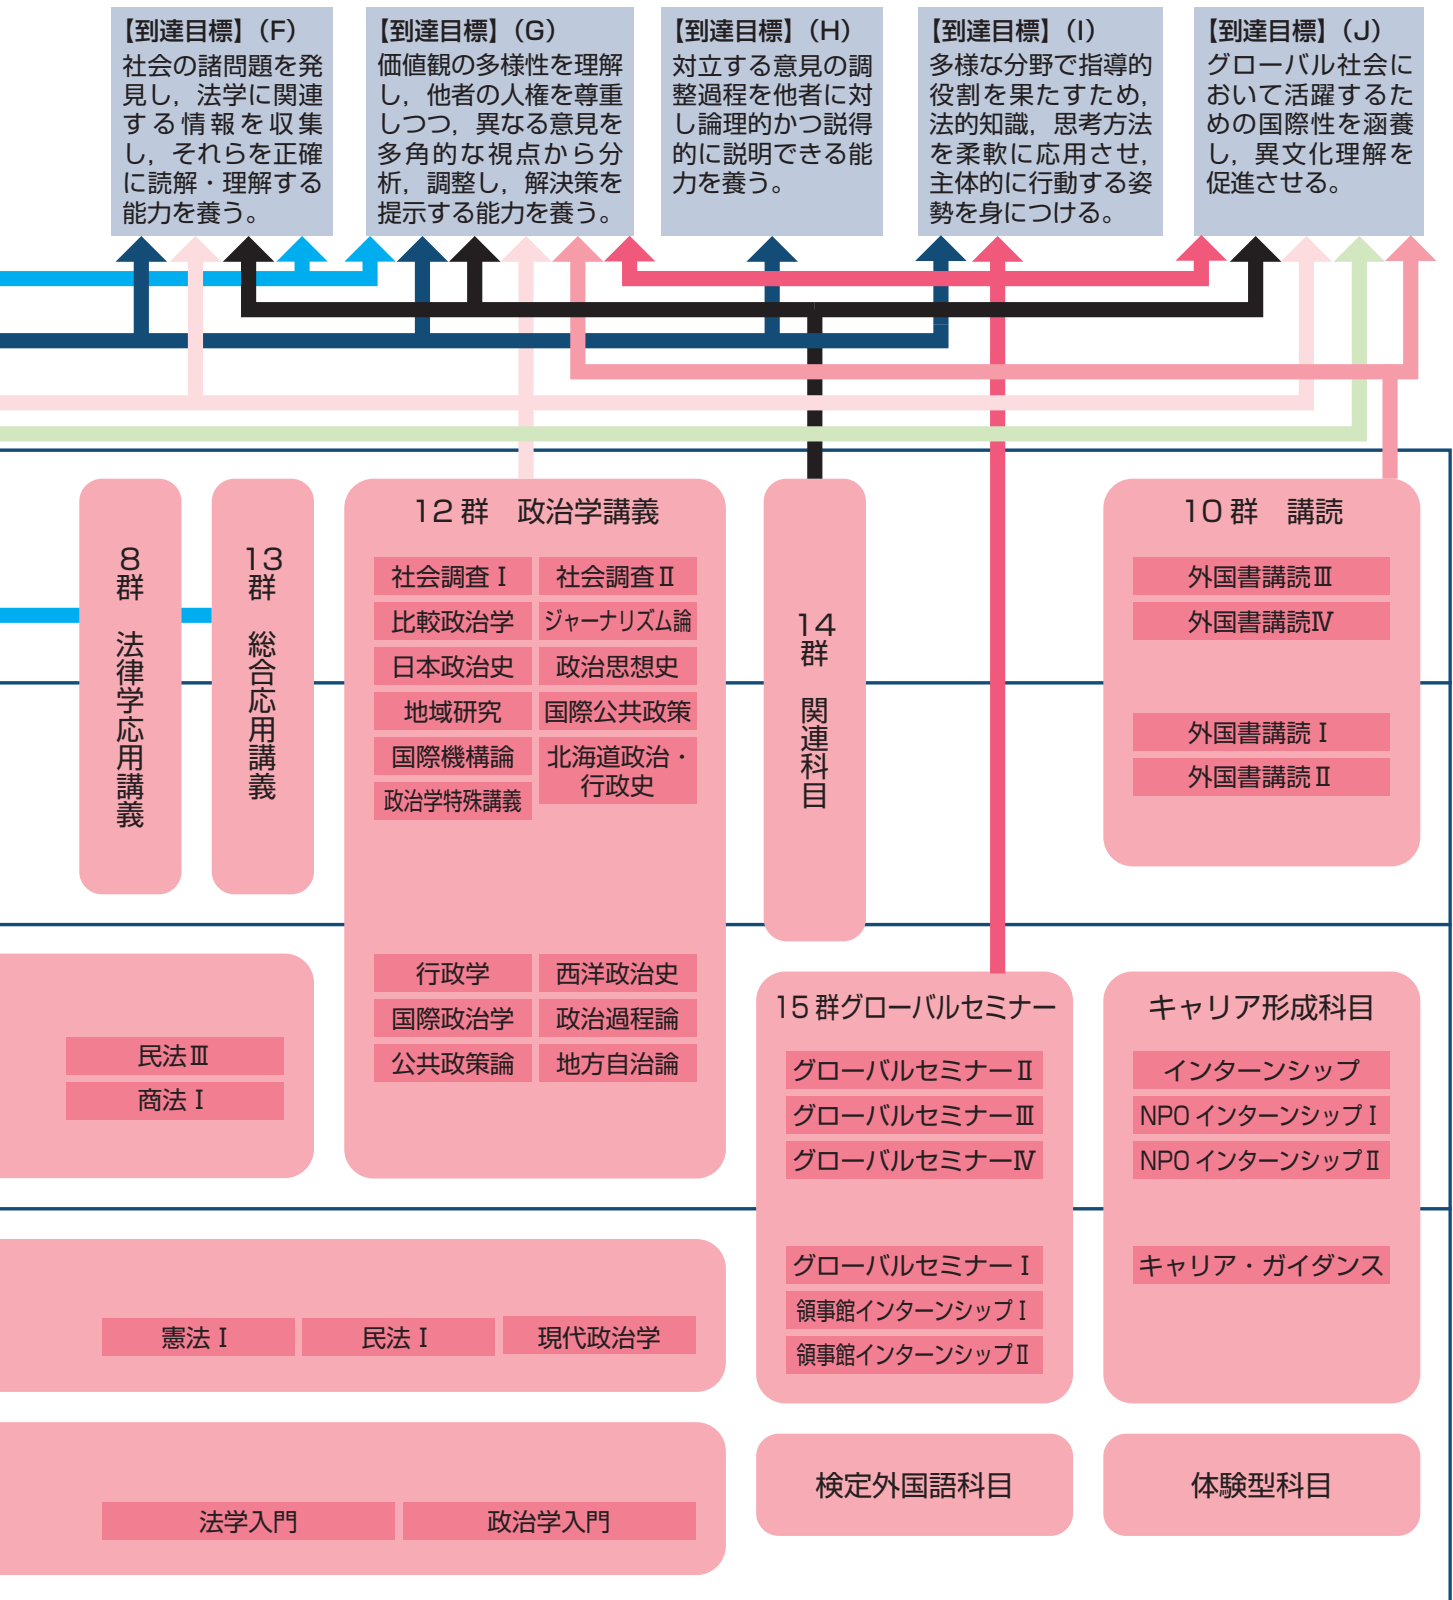 【到達目標】(F)
社会の諸問題を発
見し，法学に関連
する情報を収集
し，それらを正確
に読解・理解する
能力を養う。
【到達目標】(G)
価値観の多様性を理解
し，他者の人権を尊重
しつつ，異なる意見を
多角的な視点から分
析，調整し，解決策を
提示する能力を養う。
【到達目標】(H)
対立する意見の調
整過程を他者に対
し論理的かつ説得
的に説明できる能
力を養う。
【到達目標】(I)
多様な分野で指導的
役割を果たすため，
法的知識，思考方法
を柔軟に応用させ，
主体的に行動する姿
勢を身につける。
【到達目標】(J)
グローバル社会に
おいて活躍するた
めの国際性を涵養
し，異文化理解を
促進させる。
8群　法律学応用講義
13群　総合応用講義
12群　政治学講義
社会調査Ⅰ
社会調査Ⅱ
比較政治学
ジャーナリズム論
日本政治史
政治思想史
地域研究
国際公共政策
国際機構論
北海道政治・
行政史
政治学特殊講義
行政学
西洋政治史
国際政治学
政治過程論
公共政策論
地方自治論
14群　関連科目
10群　講読
外国書講読Ⅲ
外国書講読Ⅳ
外国書講読Ⅰ
外国書講読Ⅱ
民法Ⅲ
商法Ⅰ
15群グローバルセミナー
グローバルセミナーⅡ
グローバルセミナーⅢ
グローバルセミナーⅣ
グローバルセミナーⅠ
領事館インターンシップⅠ
領事館インターンシップⅡ
キャリア形成科目
インターンシップ
NPOインターンシップⅠ
NPOインターンシップⅡ
キャリア・ガイダンス
憲法Ⅰ
民法Ⅰ
現代政治学
法学入門
政治学入門
検定外国語科目
体験型科目